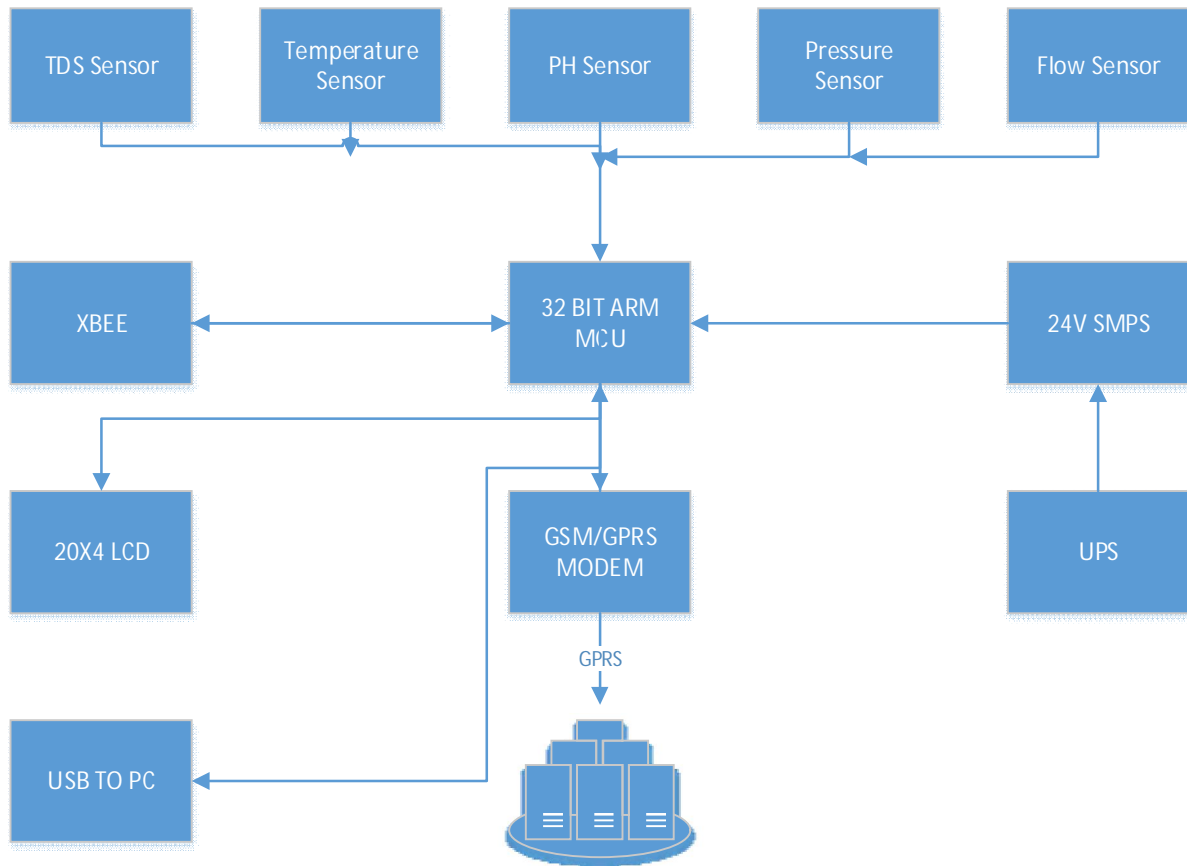 TDS Sensor
Temperature
Sensor
PH Sensor
Pressure
Sensor
Flow Sensor
XBEE
32 BIT ARM
MCU
24V SMPS
20X4 LCD
GSM/GPRS
MODEM
UPS
GPRS
USB TO PC